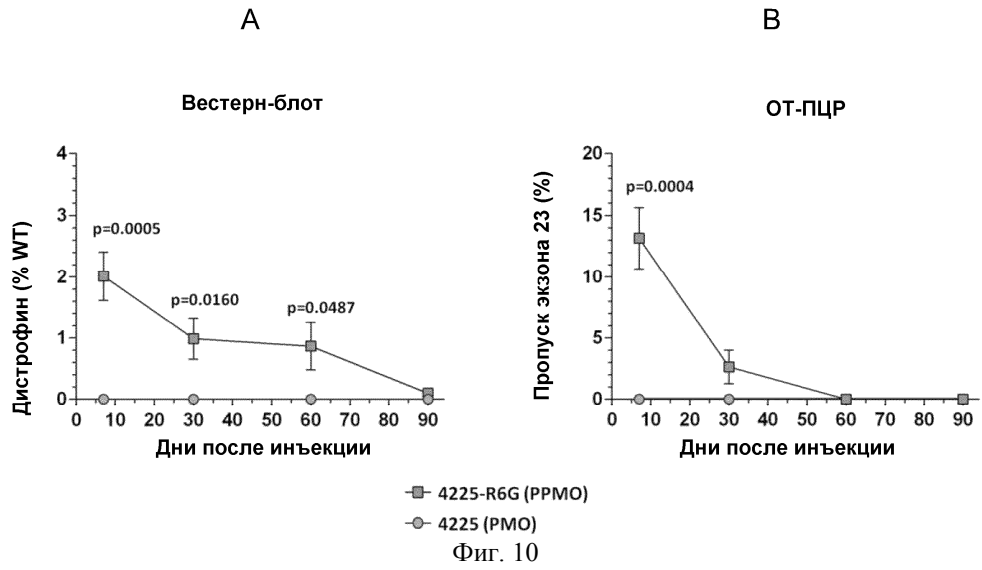 A
B
Вестерн-блот
ОТ-ПЦР
4
3
2
1
0
Дистрофин (% WT)
p=0.0005
p=0.0160
p=0.0487
0 10 20 30 40 50 60 70 80 90
Дни после инъекции
20
15
10
5
0
Пропуск экзона 23 (%)
p=0.0004
0 10 20 30 40 50 60 70 80 90
Дни после инъекции
4225-R6G (PPMO)
4225 (PMO)
Фиг. 10